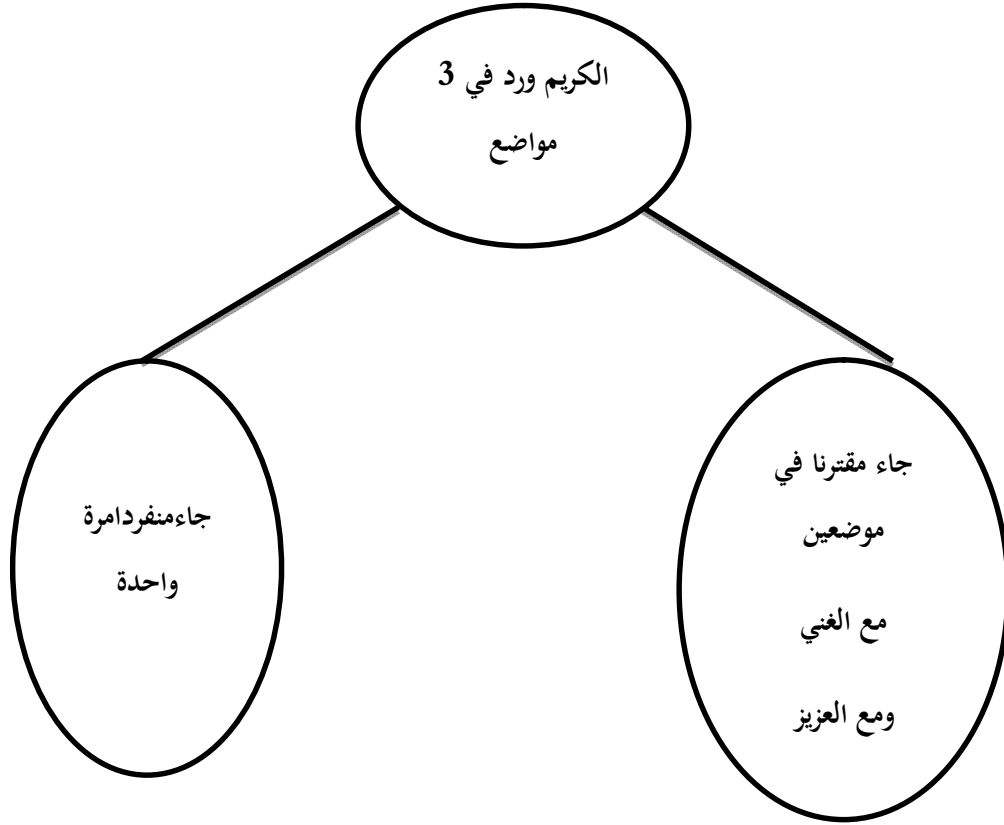 الكريم ورد في 3
مواضع
جاء مقترنا في
موضعين
مع الغني
ومع العزيز
جاءمنفردامرة
واحدة